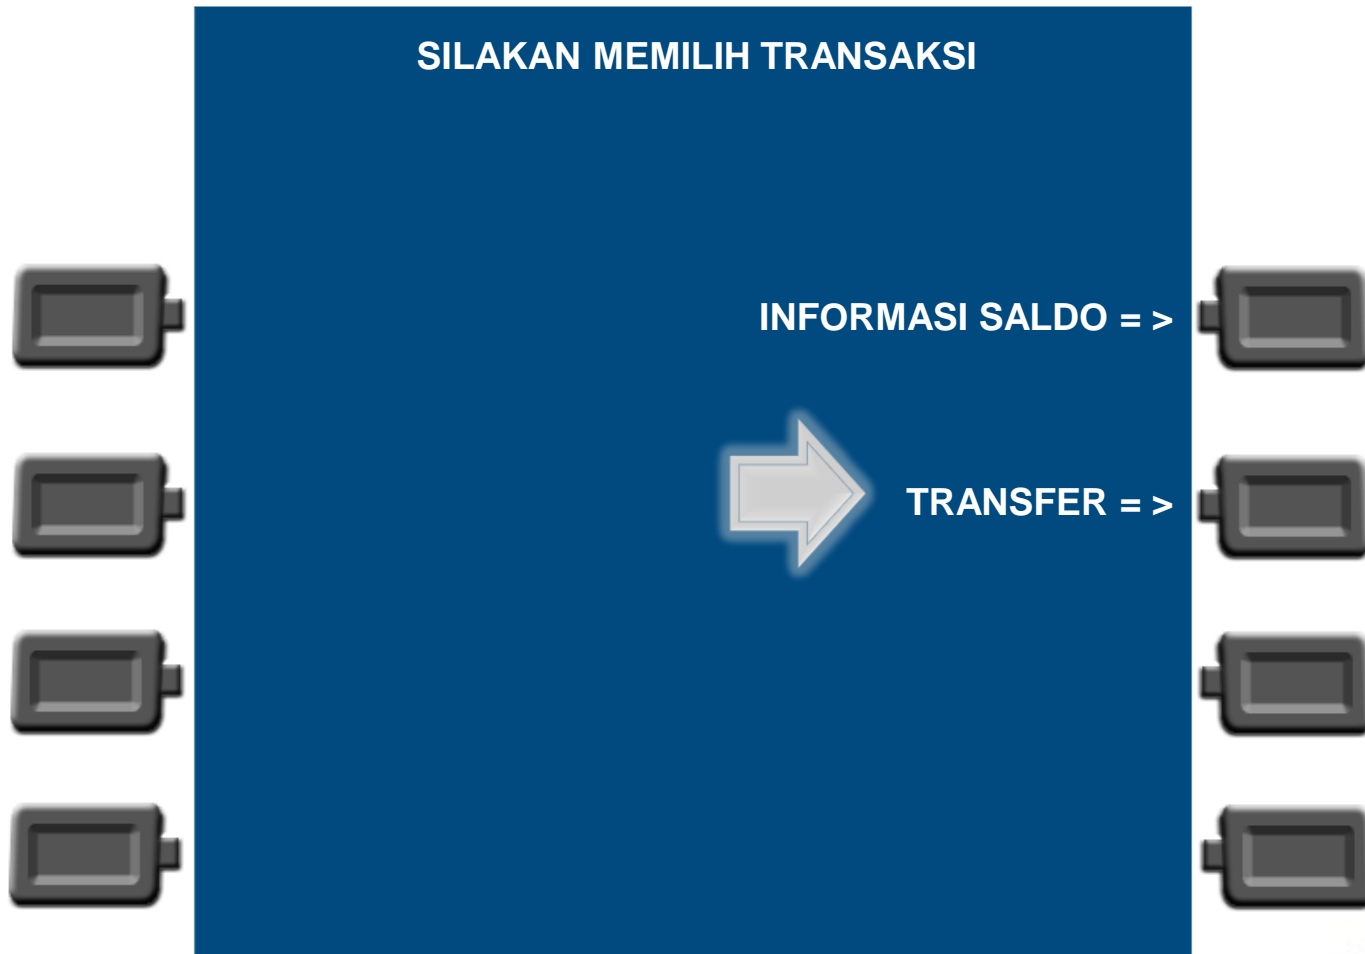 SILAKAN MEMILIH TRANSAKSI
INFORMASI SALDO = >
TRANSFER = >